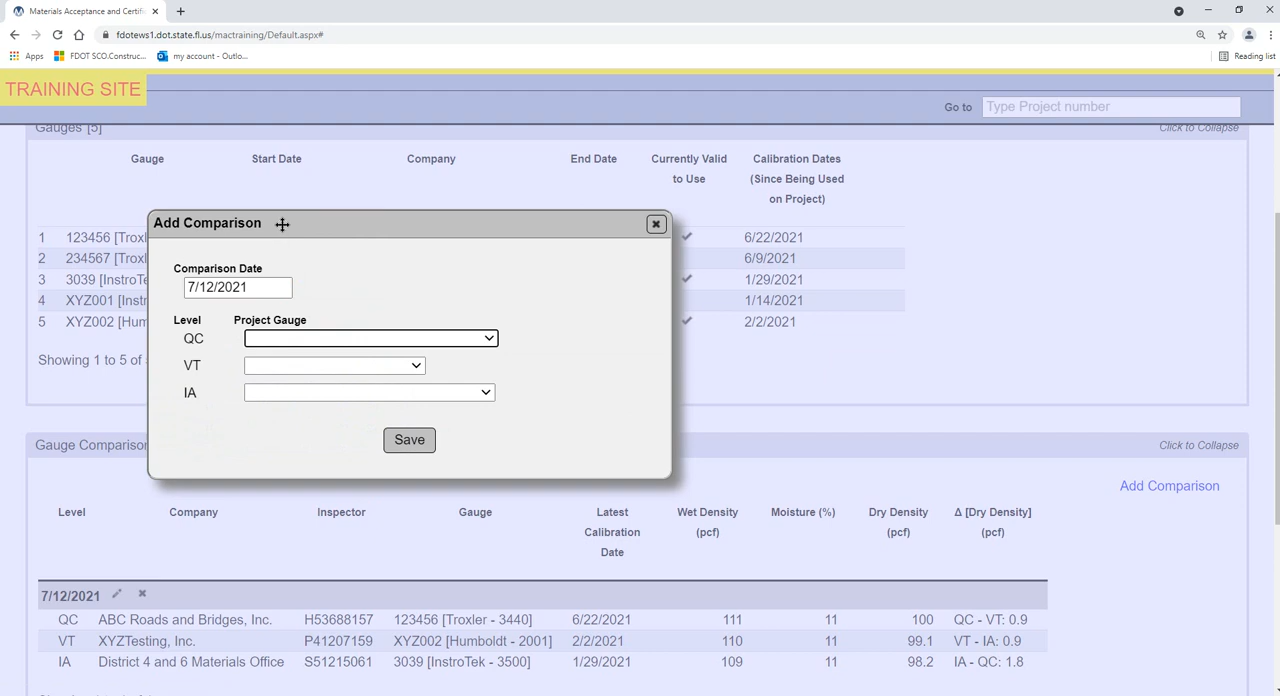 Materials Acceptance and Certifi
fdotews1.dot.state.fl.us/mactraining/Default.aspx#
Apps FDOT SCO.Construc... my account - Outlo... Reading list
TRAINING SITE
Go to Type Project number
Gauges [5] Click to Collapse
Gauge Start Date Company End Date Currently Valid to Use Calibration Dates (Since Being Used on Project)
1 123456 [Troxl 6/22/2021
2 234567 [Trox 6/9/2021
3 3039 [InstroTe 1/29/2021
4 XYZ001 [Instr 1/14/2021
5 XYZ002 [Hum 2/2/2021
Showing 1 to 5 of
Add Comparison
Comparison Date
7/12/2021
Level Project Gauge
QC
VT
IA
Save
Gauge Comparison Click to Collapse
Add Comparison
Level Company Inspector Gauge Latest Calibration Date Wet Density (pcf) Moisture (%) Dry Density (pcf) Δ [Dry Density] (pcf)
7/12/2021
QC ABC Roads and Bridges, Inc. H53688157 123456 [Troxler - 3440] 6/22/2021 111 11 100 QC - VT: 0.9
VT XYZTesting, Inc. P41207159 XYZ002 [Humboldt - 2001] 2/2/2021 110 11 99.1 VT - IA: 0.9
IA District 4 and 6 Materials Office S51215061 3039 [InstroTek - 3500] 1/29/2021 109 11 98.2 IA - QC: 1.8